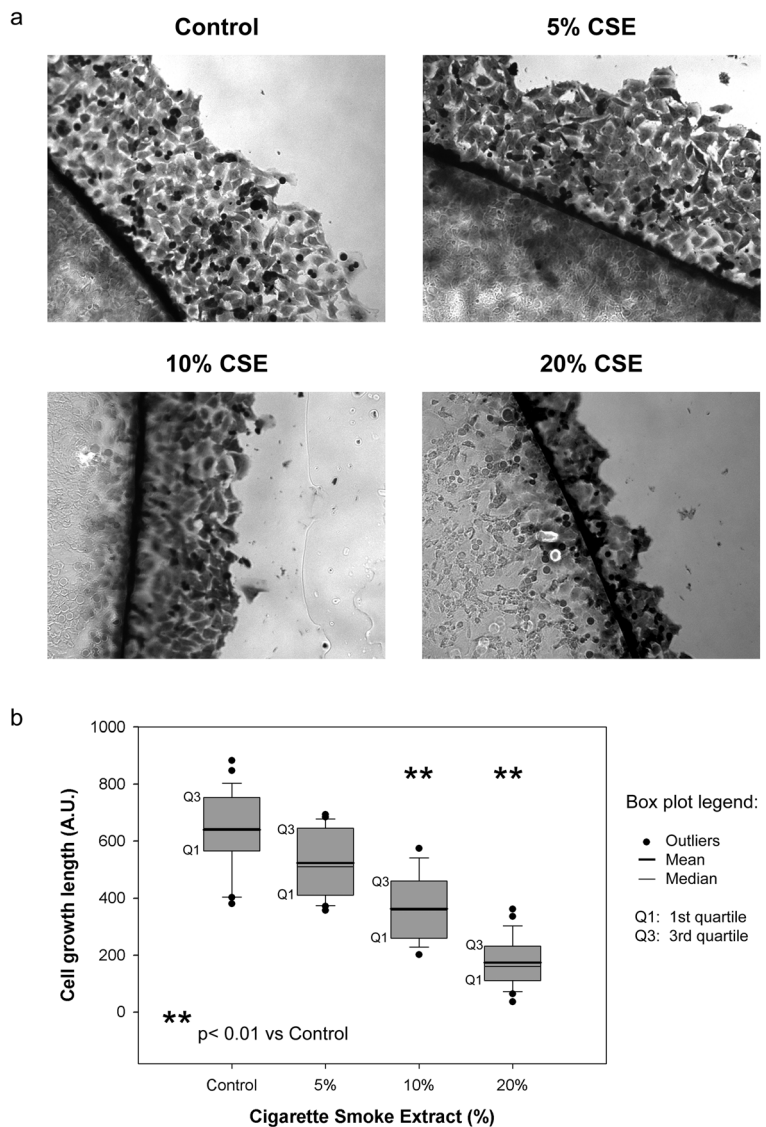 a
Control
5% CSE
10% CSE
20% CSE
b
1000
800
600
400
200
0
Cell growth length (A.U.)
Q3
Q1
Q3
Q1
Q3
Q1
Q3
Q1
**
**
** p< 0.01 vs Control
Control
5%
10%
20%
Cigarette Smoke Extract (%)
Box plot legend:
Outliers
Mean
Median
Q1: 1st quartile
Q3: 3rd quartile